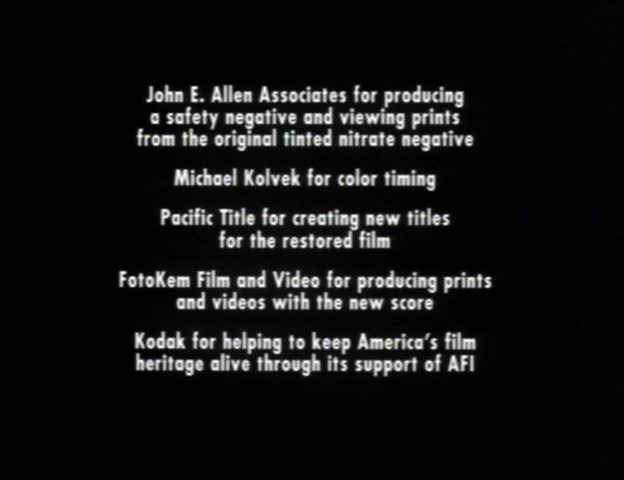 John E. Allen Associates for producing
a safety negative and viewing prints
from the original tinted nitrate negative
Michael Kolvek for color timing
Pacific Title for creating new titles
for the restored film
FotoKem Film and Video for producing prints
and videos with the new score
Kodak for helping to keep America's film
heritage alive through its support of AFI